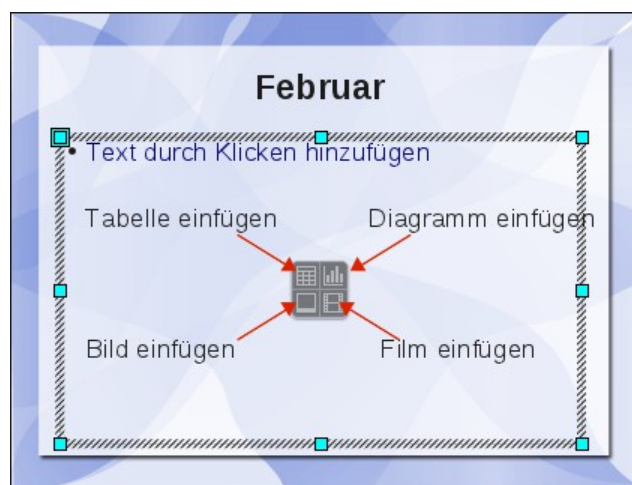 Februar
• Text durch Klicken hinzufügen
Tabelle einfügen Diagramm einfügen
Bild einfügen Film einfügen